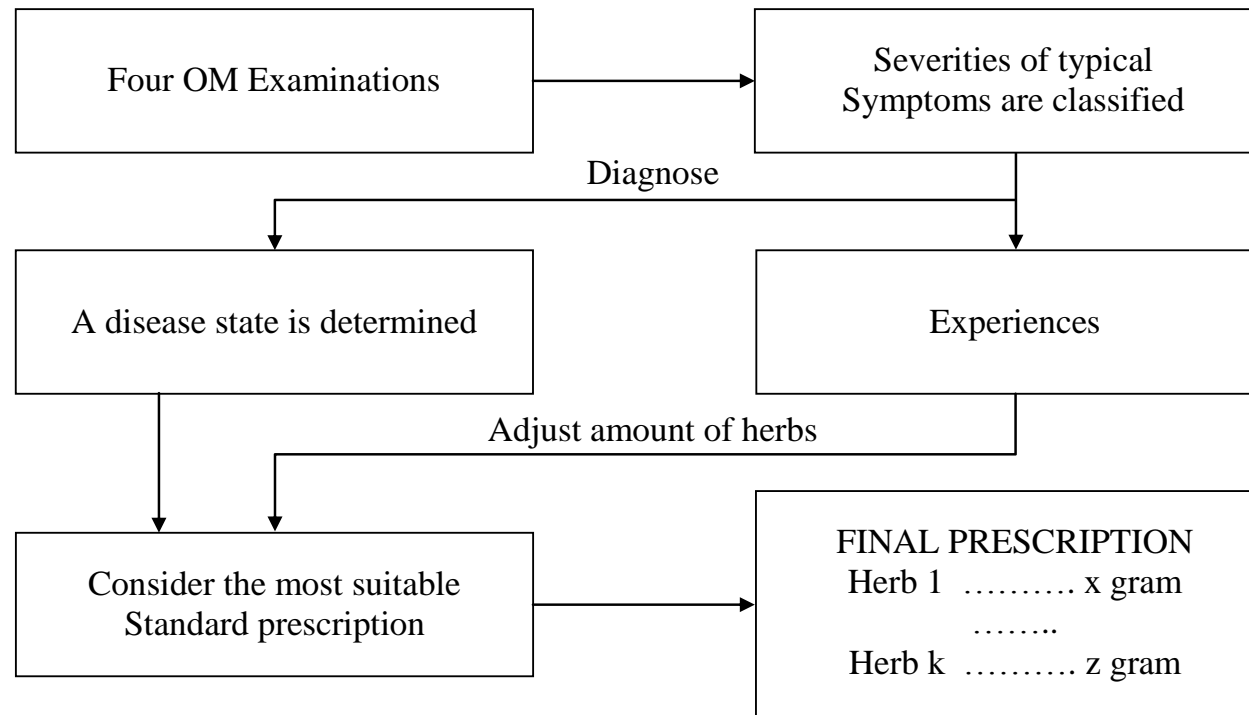 Four OM Examinations
Severities of typical
Symptoms are classified
Diagnose
A disease state is determined
Experiences
Adjust amount of herbs
Consider the most suitable
Standard prescription
FINAL PRESCRIPTION
Herb 1 ………. x gram
……..
Herb k ………. z gram